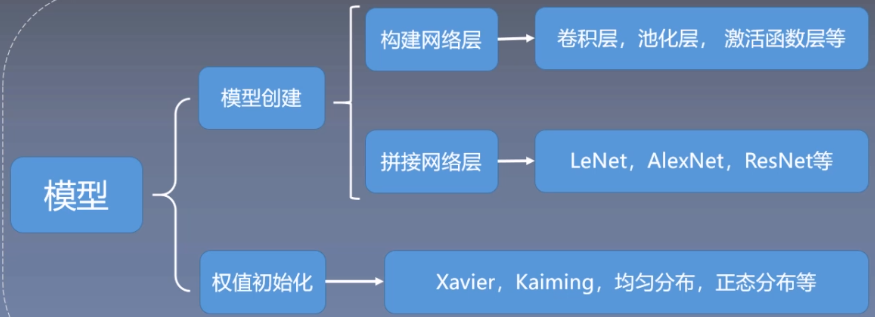 模型
模型创建
构建网络层
卷积层，池化层， 激活函数层等
拼接网络层
LeNet，AlexNet，ResNet等
权值初始化
Xavier，Kaiming，均匀分布，正态分布等